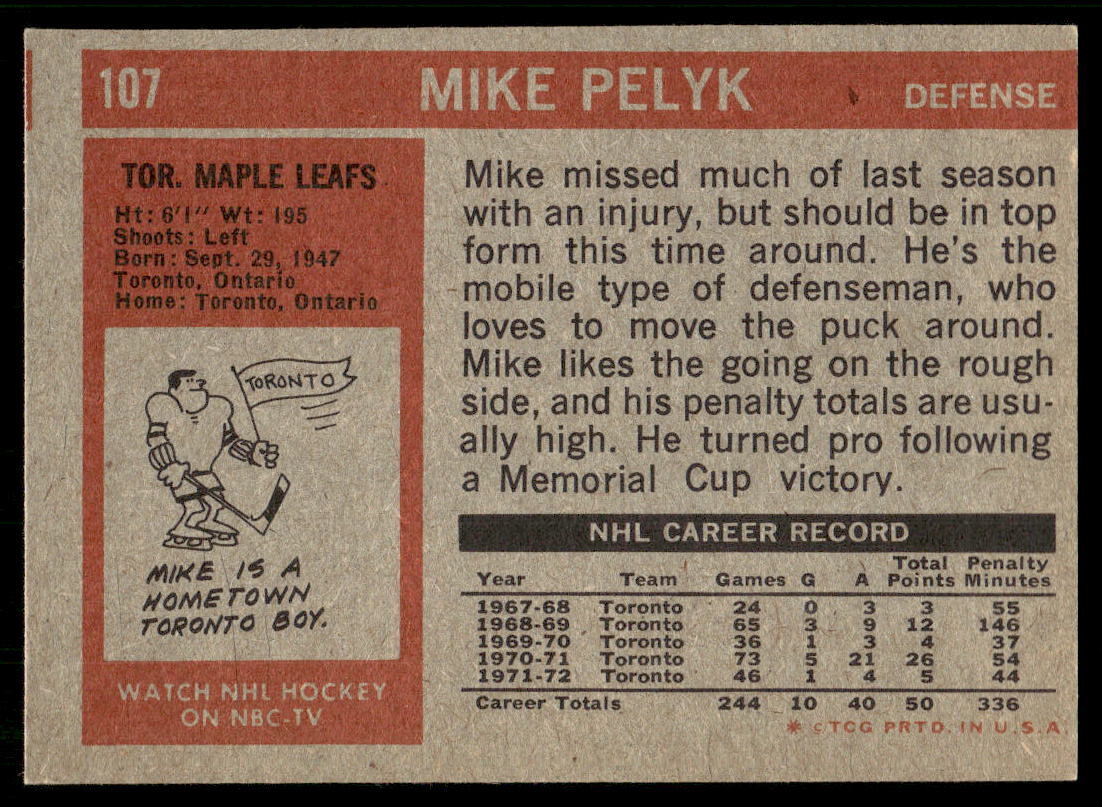 107 MIKE PELYK DEFENSE
TOR. MAPLE LEAFS
Ht: 6'1" Wt: 195
Shoots: Left
Born: Sept. 29, 1947
Toronto, Ontario
Home: Toronto, Ontario
TORONTO
MIKE IS A
HOMETOWN
TORONTO BOY.
WATCH NHL HOCKEY
ON NBC-TV
Mike missed much of last season
with an injury, but should be in top
form this time around. He's the
mobile type of defenseman, who
loves to move the puck around.
Mike likes the going on the rough
side, and his penalty totals are usu-
ally high. He turned pro following
a Memorial Cup victory.
NHL CAREER RECORD
Year Team Games G A Total Points Penalty Minutes
1967-68 Toronto 24 0 3 3 55
1968-69 Toronto 65 3 9 12 146
1969-70 Toronto 36 1 3 4 37
1970-71 Toronto 73 5 21 26 54
1971-72 Toronto 46 1 4 5 44
Career Totals 244 10 40 50 336
* ©TCG PRTD. IN U.S.A.